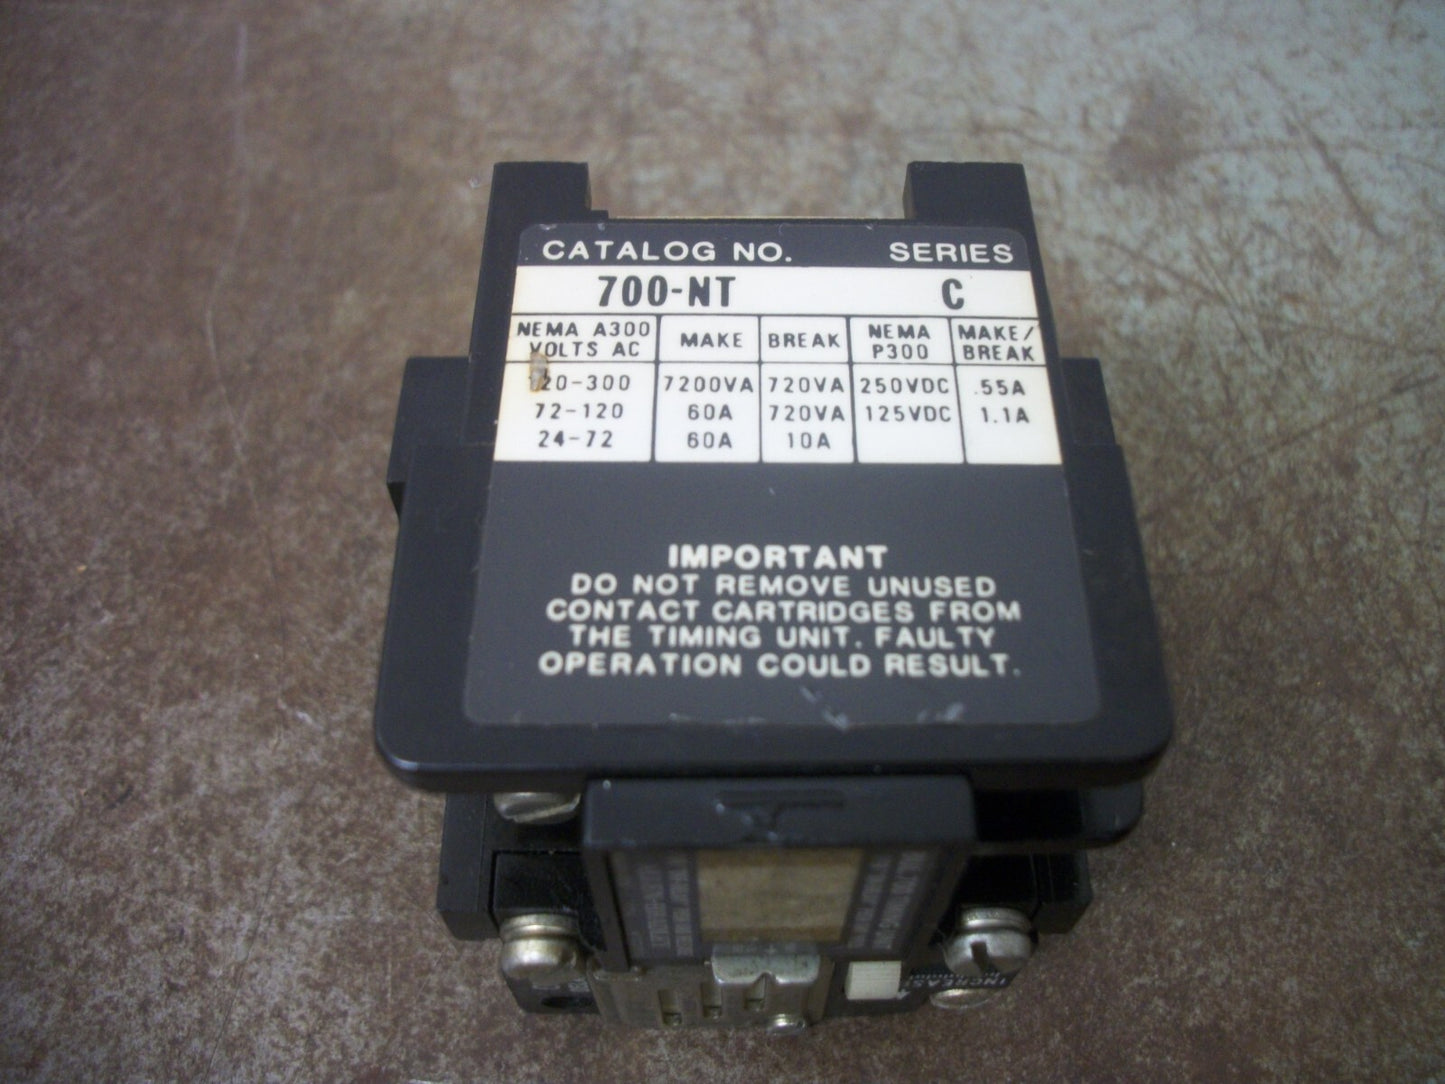 CATALOG NO. SERIES
700-NT C
NEMA A300 VOLTS AC MAKE BREAK NEMA P300 MAKE/ BREAK
120-300 7200VA 720VA 250VDC .55A
72-120 60A 720VA 125VDC 1.1A
24-72 60A 10A
IMPORTANT
DO NOT REMOVE UNUSED
CONTACT CARTRIDGES FROM
THE TIMING UNIT. FAULTY
OPERATION COULD RESULT.